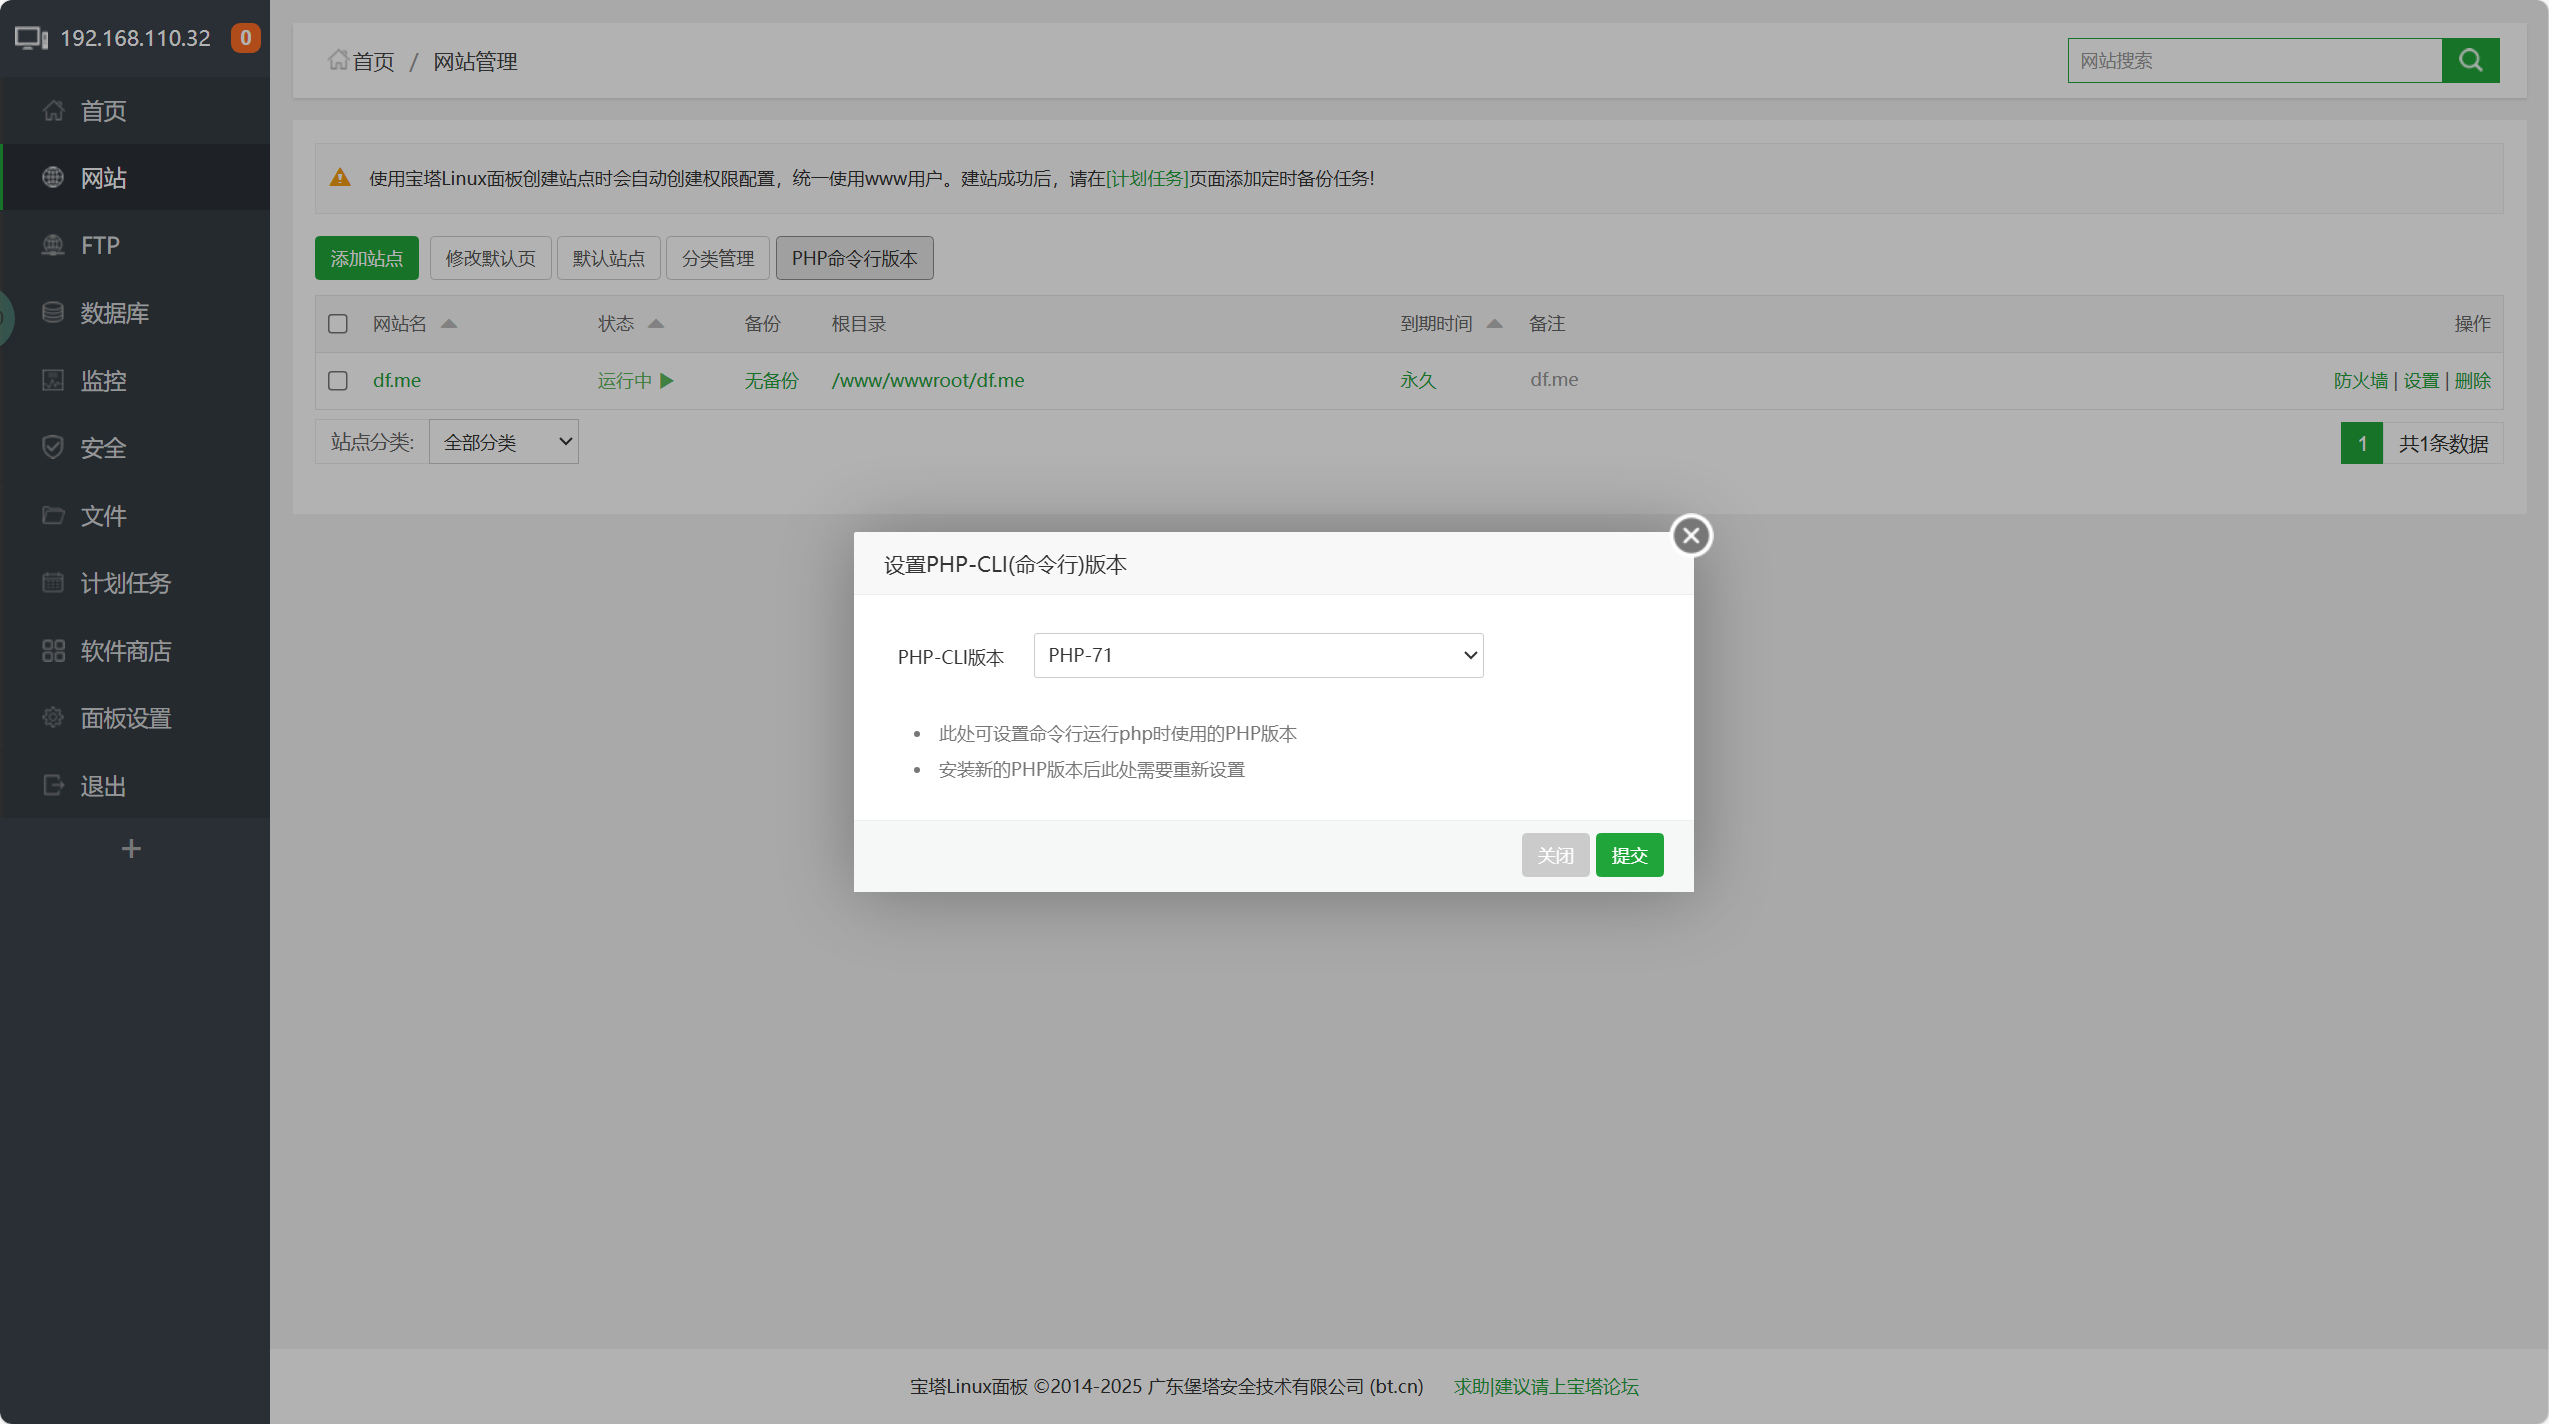 192.168.110.32 0
首页
网站
FTP
数据库
监控
安全
文件
计划任务
软件商店
面板设置
退出
+
首页 / 网站管理
网站搜索
使用宝塔Linux面板创建站点时会自动创建权限配置，统一使用www用户。建站成功后，请在[计划任务]页面添加定时备份任务!
添加站点 修改默认页 默认站点 分类管理 PHP命令行版本
网站名 状态 备份 根目录 到期时间 备注 操作
df.me 运行中 无备份 /www/wwwroot/df.me 永久 df.me 防火墙 | 设置 | 删除
站点分类: 全部分类 1 共1条数据
设置PHP-CLI(命令行)版本
PHP-CLI版本 PHP-71
此处可设置命令行运行php时使用的PHP版本
安装新的PHP版本后此处需要重新设置
关闭 提交
宝塔Linux面板 ©2014-2025 广东堡塔安全技术有限公司 (bt.cn) 求助|建议请上宝塔论坛